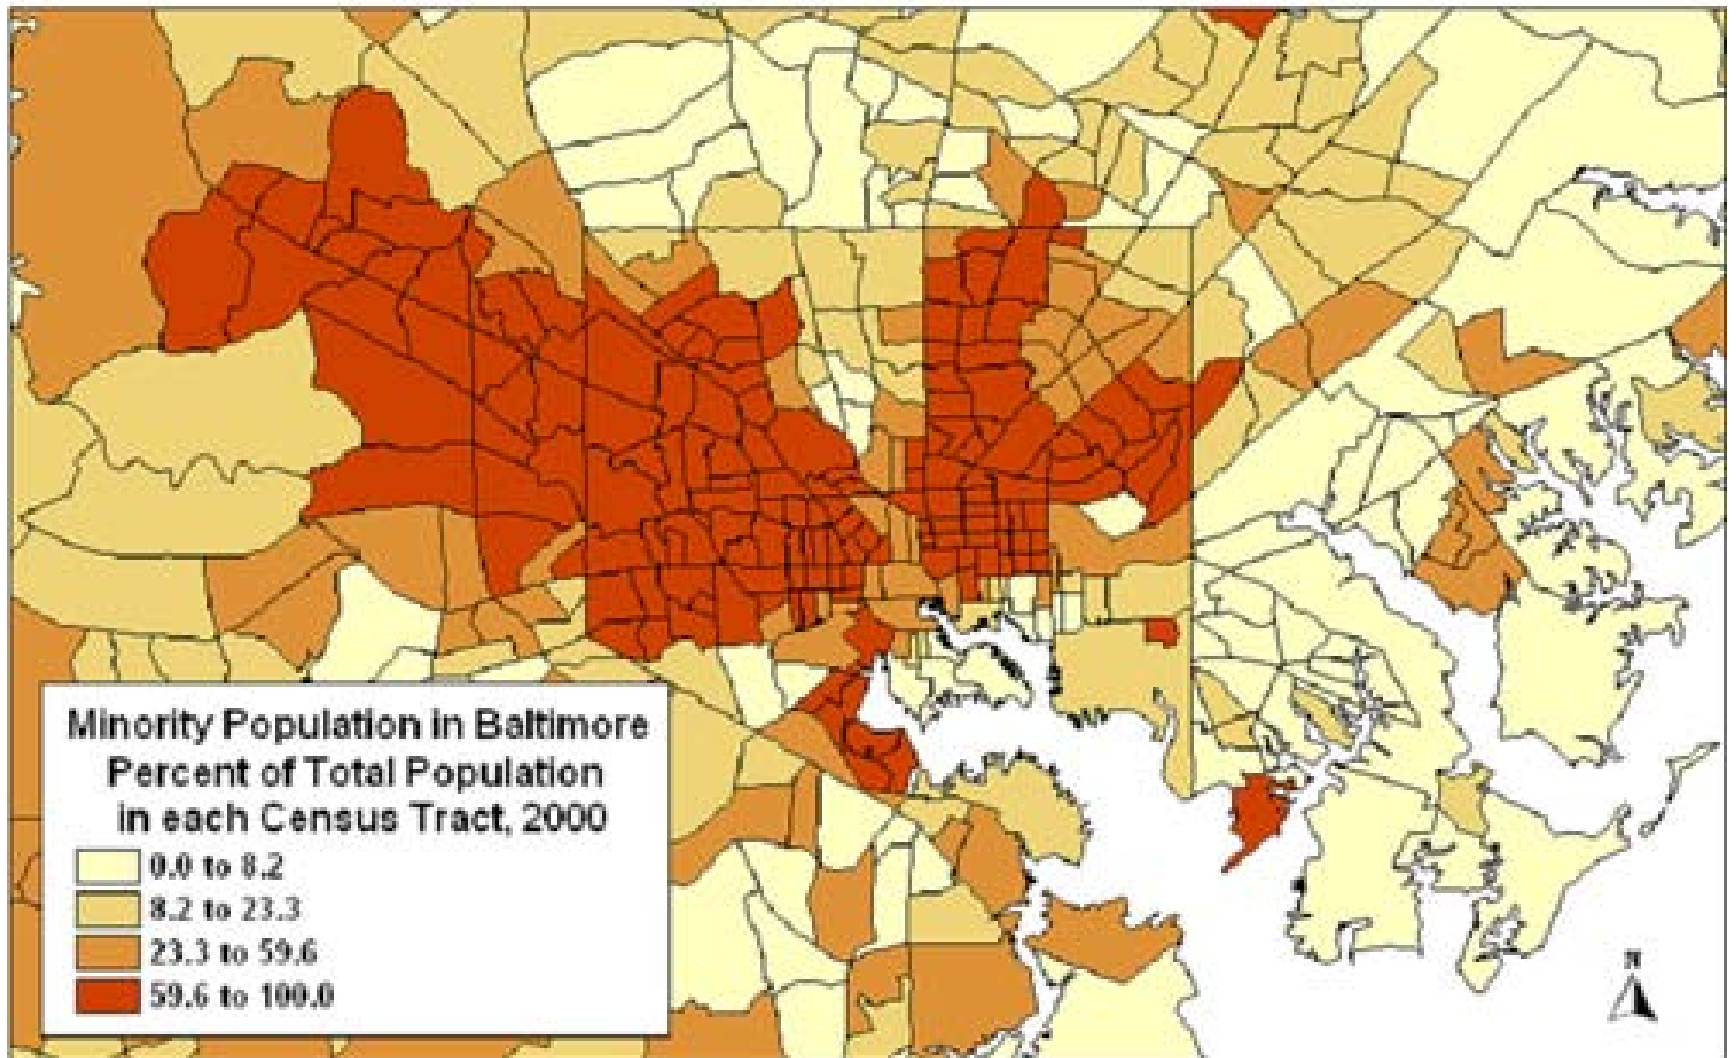 Minority Population in Baltimore
Percent of Total Population
in each Census Tract, 2000
0.0 to 8.2
8.2 to 23.3
23.3 to 59.6
59.6 to 100.0
N